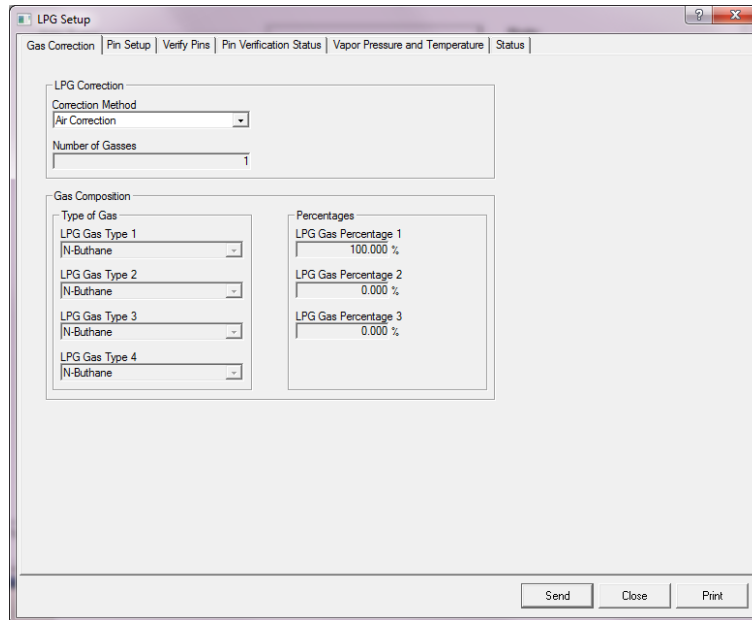 LPG Setup
Gas Correction Pin Setup Verify Pins Pin Verification Status Vapor Pressure and Temperature Status
LPG Correction
Correction Method
Air Correction
Number of Gasses
1
Gas Composition
Type of Gas
LPG Gas Type 1
N-Buthane
LPG Gas Type 2
N-Buthane
LPG Gas Type 3
N-Buthane
LPG Gas Type 4
N-Buthane
Percentages
LPG Gas Percentage 1
100.000 %
LPG Gas Percentage 2
0.000 %
LPG Gas Percentage 3
0.000 %
Send Close Print